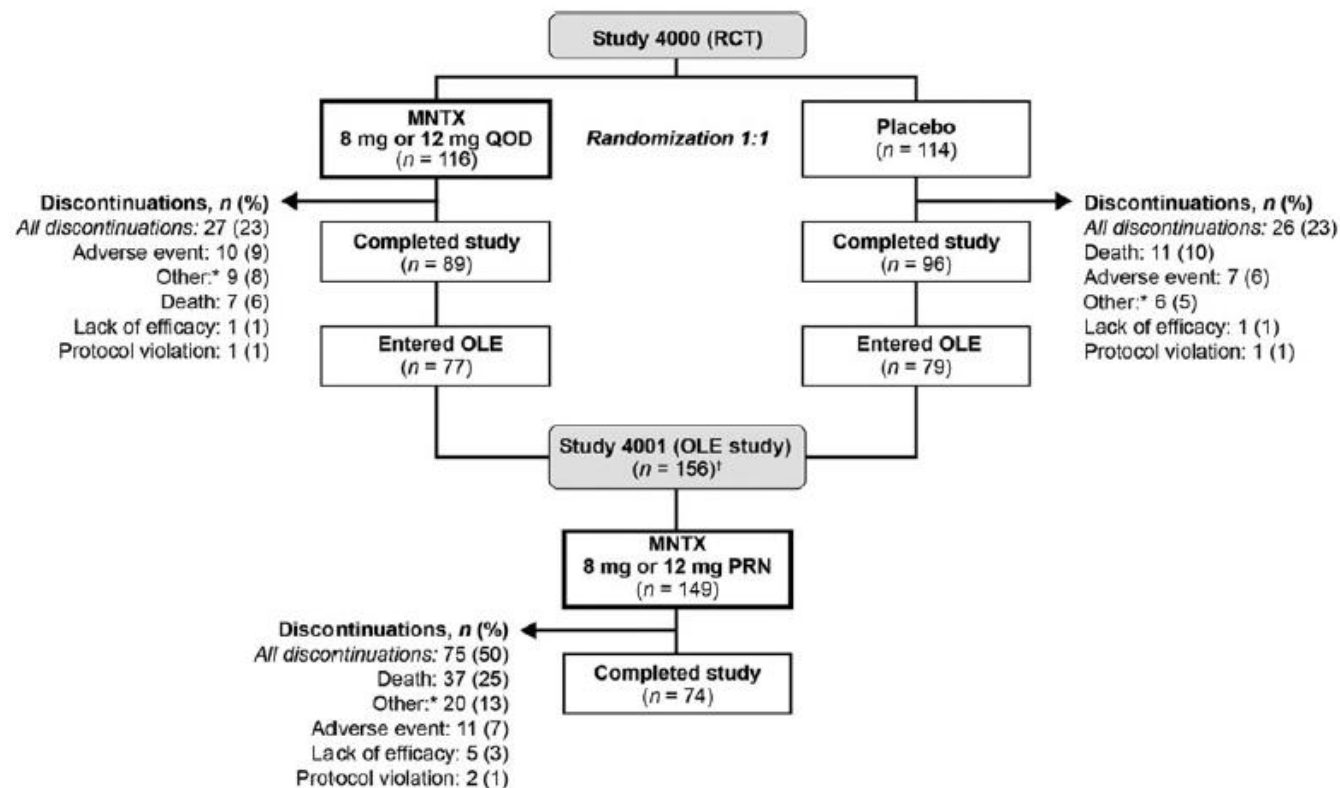 Study 4000 (RCT)
MNTX
8 mg or 12 mg QOD
(n = 116)
Randomization 1:1
Placebo
(n = 114)
Discontinuations, n (%)
All discontinuations: 27 (23)
Adverse event: 10 (9)
Other:* 9 (8)
Death: 7 (6)
Lack of efficacy: 1 (1)
Protocol violation: 1 (1)
Completed study
(n = 89)
Completed study
(n = 96)
Discontinuations, n (%)
All discontinuations: 26 (23)
Death: 11 (10)
Adverse event: 7 (6)
Other:* 6 (5)
Lack of efficacy: 1 (1)
Protocol violation: 1 (1)
Entered OLE
(n = 77)
Entered OLE
(n = 79)
Study 4001 (OLE study)
(n = 156)†
MNTX
8 mg or 12 mg PRN
(n = 149)
Discontinuations, n (%)
All discontinuations: 75 (50)
Death: 37 (25)
Other:* 20 (13)
Adverse event: 11 (7)
Lack of efficacy: 5 (3)
Protocol violation: 2 (1)
Completed study
(n = 74)